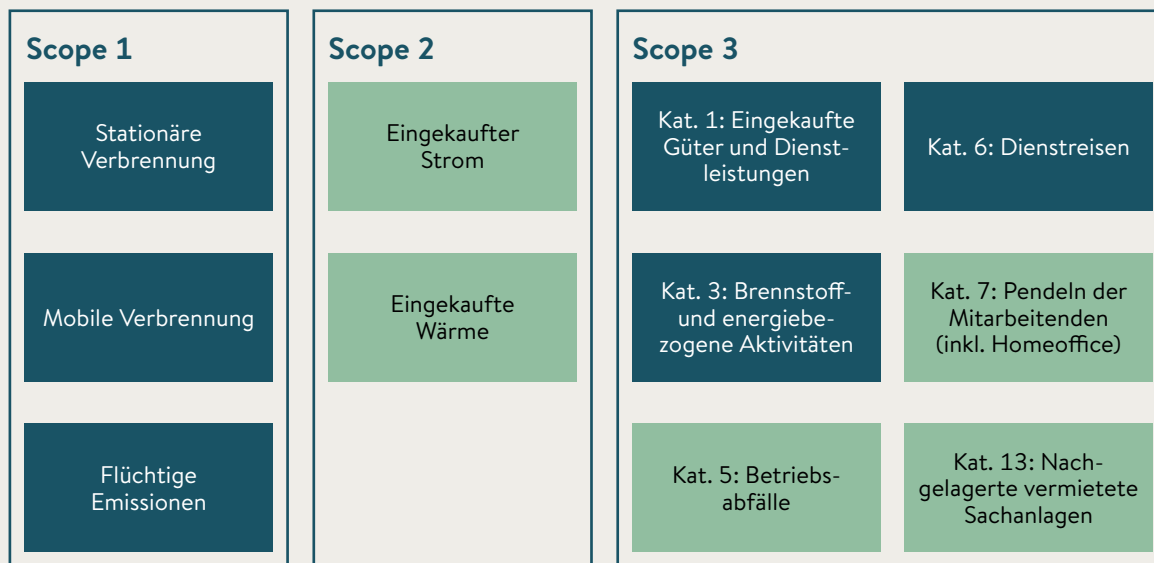 Scope 1
Stationäre
Verbrennung
Mobile Verbrennung
Flüchtige
Emissionen
Scope 2
Eingekaufter
Strom
Eingekaufte
Wärme
Scope 3
Kat. 1: Eingekaufte
Güter und Dienst-
leistungen
Kat. 6: Dienstreisen
Kat. 3: Brennstoff-
und energiebe-
zogene Aktivitäten
Kat. 7: Pendeln der
Mitarbeitenden
(inkl. Homeoffice)
Kat. 5: Betriebs-
abfälle
Kat. 13: Nach-
gelagerte vermietete
Sachanlagen